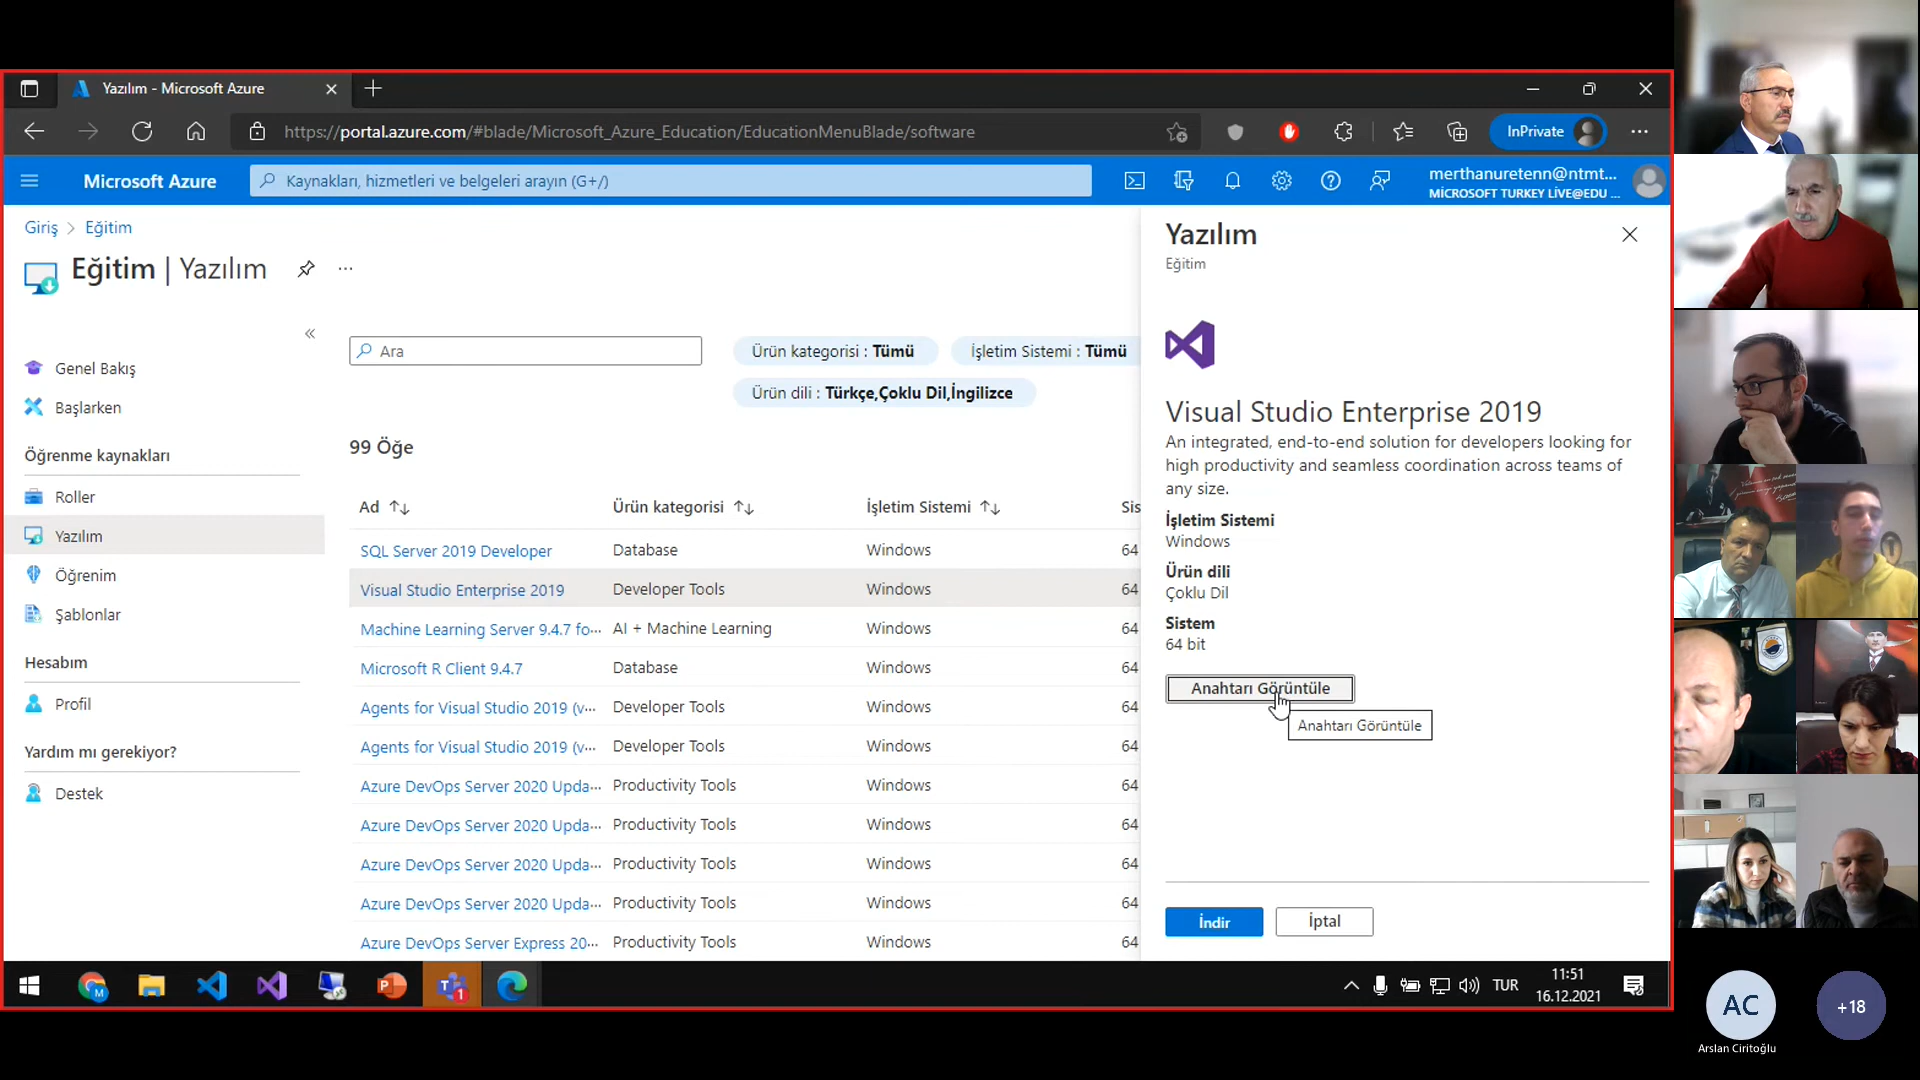 Yazılım - Microsoft Azure
https://portal.azure.com/#blade/Microsoft_Azure_Education/EducationMenuBlade/software
InPrivate
Microsoft Azure
Kaynakları, hizmetleri ve belgeleri arayın (G+/)
merthanuretenn@ntmt...
MİCROSOFT TURKEY LİVE@EDU ...
Giriş > Eğitim
Eğitim | Yazılım
...
«
Genel Bakış
Başlarken
Öğrenme kaynakları
Roller
Yazılım
Öğrenim
Şablonlar
Hesabım
Profil
Yardım mı gerekiyor?
Destek
Ara
Ürün kategorisi : Tümü
İşletim Sistemi : Tümü
Ürün dili : Türkçe,Çoklu Dil,İngilizce
99 Öğe
Ad ↑↓ Ürün kategorisi ↑↓ İşletim Sistemi ↑↓ Sis
SQL Server 2019 Developer Database Windows 64
Visual Studio Enterprise 2019 Developer Tools Windows 64
Machine Learning Server 9.4.7 fo... AI + Machine Learning Windows 64
Microsoft R Client 9.4.7 Database Windows 64
Agents for Visual Studio 2019 (v... Developer Tools Windows 64
Agents for Visual Studio 2019 (v... Developer Tools Windows 64
Azure DevOps Server 2020 Upda... Productivity Tools Windows 64
Azure DevOps Server 2020 Upda... Productivity Tools Windows 64
Azure DevOps Server 2020 Upda... Productivity Tools Windows 64
Azure DevOps Server 2020 Upda... Productivity Tools Windows 64
Azure DevOps Server Express 20... Productivity Tools Windows 64
Yazılım
Eğitim
Visual Studio Enterprise 2019
An integrated, end-to-end solution for developers looking for
high productivity and seamless coordination across teams of
any size.
İşletim Sistemi
Windows
Ürün dili
Çoklu Dil
Sistem
64 bit
Anahtarı Görüntüle
Anahtarı Görüntüle
İndir
İptal
TUR
11:51
16.12.2021
AC
Arslan Ciritoğlu
+18